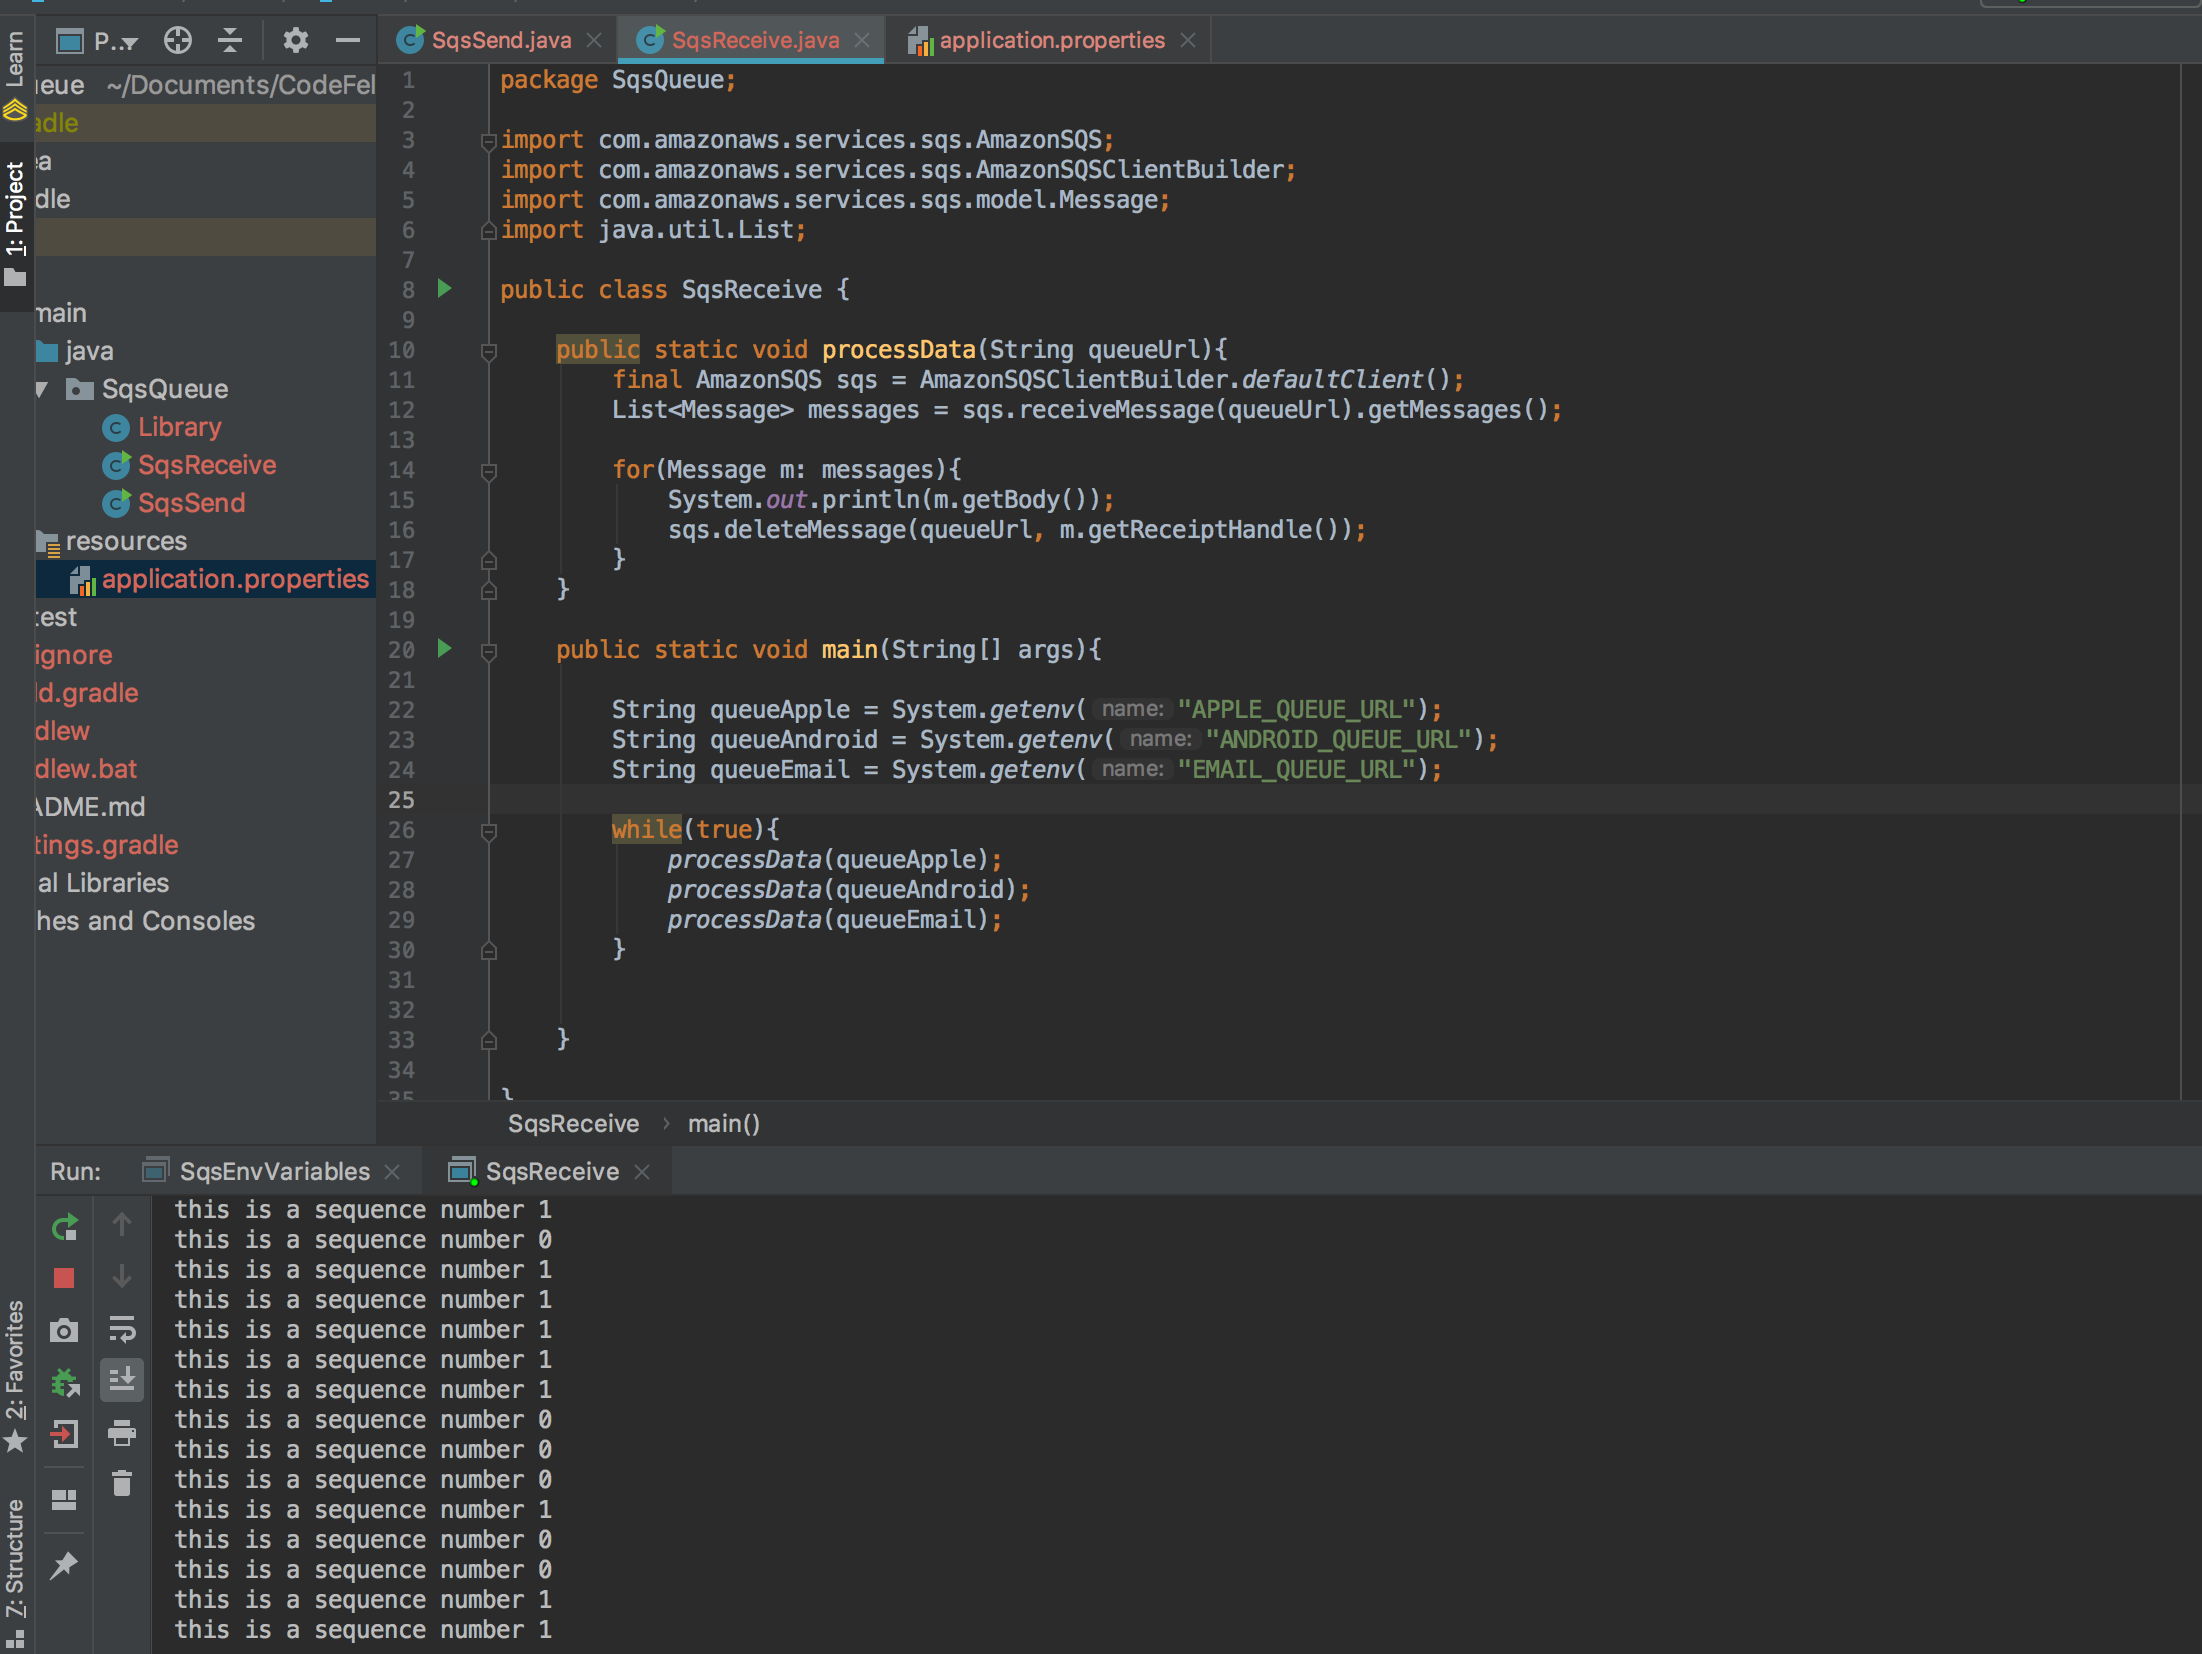 Learn
1: Project
2: Favorites
7: Structure
P...
eue ~/Documents/CodeFel
adle
ea
dle
main
java
SqsQueue
Library
SqsReceive
SqsSend
resources
application.properties
test
ignore
ld.gradle
dlew
dlew.bat
ADME.md
tings.gradle
al Libraries
hes and Consoles
SqsSend.java SqsReceive.java application.properties
1 package SqsQueue;
2
3 import com.amazonaws.services.sqs.AmazonSQS;
4 import com.amazonaws.services.sqs.AmazonSQSClientBuilder;
5 import com.amazonaws.services.sqs.model.Message;
6 import java.util.List;
7
8 public class SqsReceive {
9
10 public static void processData(String queueUrl){
11 final AmazonSQS sqs = AmazonSQSClientBuilder.defaultClient();
12 List<Message> messages = sqs.receiveMessage(queueUrl).getMessages();
13
14 for(Message m: messages){
15 System.out.println(m.getBody());
16 sqs.deleteMessage(queueUrl, m.getReceiptHandle());
17 }
18 }
19
20 public static void main(String[] args){
21
22 String queueApple = System.getenv( name: "APPLE_QUEUE_URL");
23 String queueAndroid = System.getenv( name: "ANDROID_QUEUE_URL");
24 String queueEmail = System.getenv( name: "EMAIL_QUEUE_URL");
25
26 while(true){
27 processData(queueApple);
28 processData(queueAndroid);
29 processData(queueEmail);
30 }
31
32
33 }
34
35 }
SqsReceive › main()
Run: SqsEnvVariables SqsReceive
this is a sequence number 1
this is a sequence number 0
this is a sequence number 1
this is a sequence number 1
this is a sequence number 1
this is a sequence number 1
this is a sequence number 1
this is a sequence number 0
this is a sequence number 0
this is a sequence number 0
this is a sequence number 1
this is a sequence number 0
this is a sequence number 0
this is a sequence number 1
this is a sequence number 1